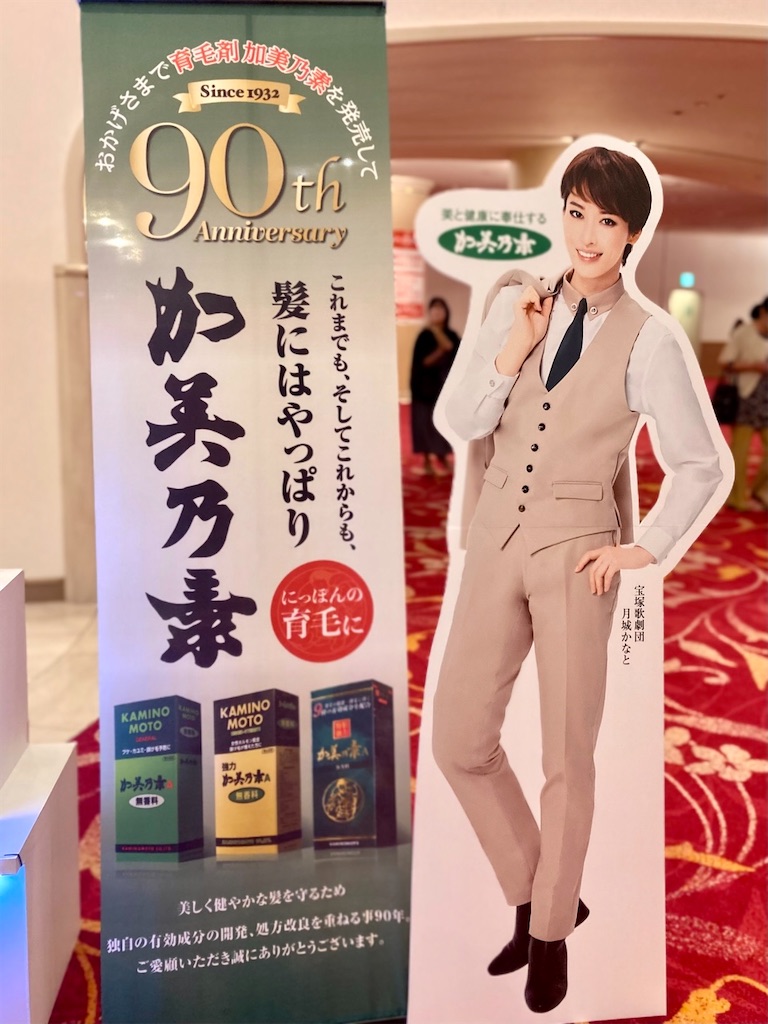 おかげさまで育毛剤 加美乃素を発売して
Since 1932
90th
Anniversary
これまでも、そしてこれからも、
髪にはやっぱり
加美乃素
にっぽんの
育毛に
KAMINO
MOTO
加美乃素A
無香料
KAMINO
MOTO
強力
加美乃素A
無香料
加美乃素A
美しく健やかな髪を守るため
独自の有効成分の開発、処方改良を重ねる事90年。
ご愛顧いただき誠にありがとうございます。
美と健康に奉仕する
加美乃素
宝塚歌劇団
月城かなと